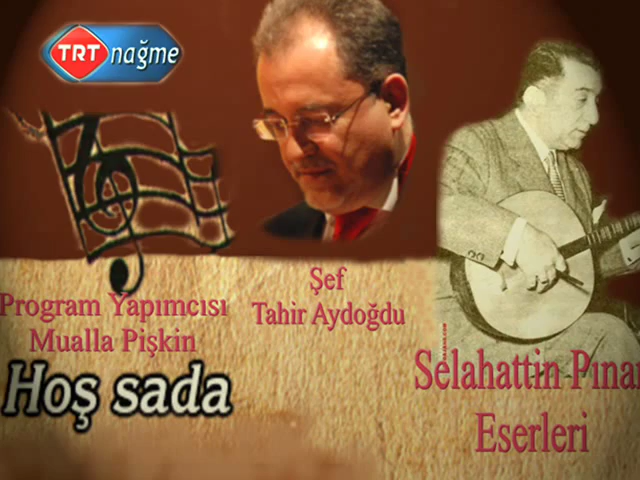 TRT nağme
Şef
Tahir Aydoğdu
Program Yapımcısı
Mualla Pişkin
Hoş sada
Selahattin Pınar
Eserleri